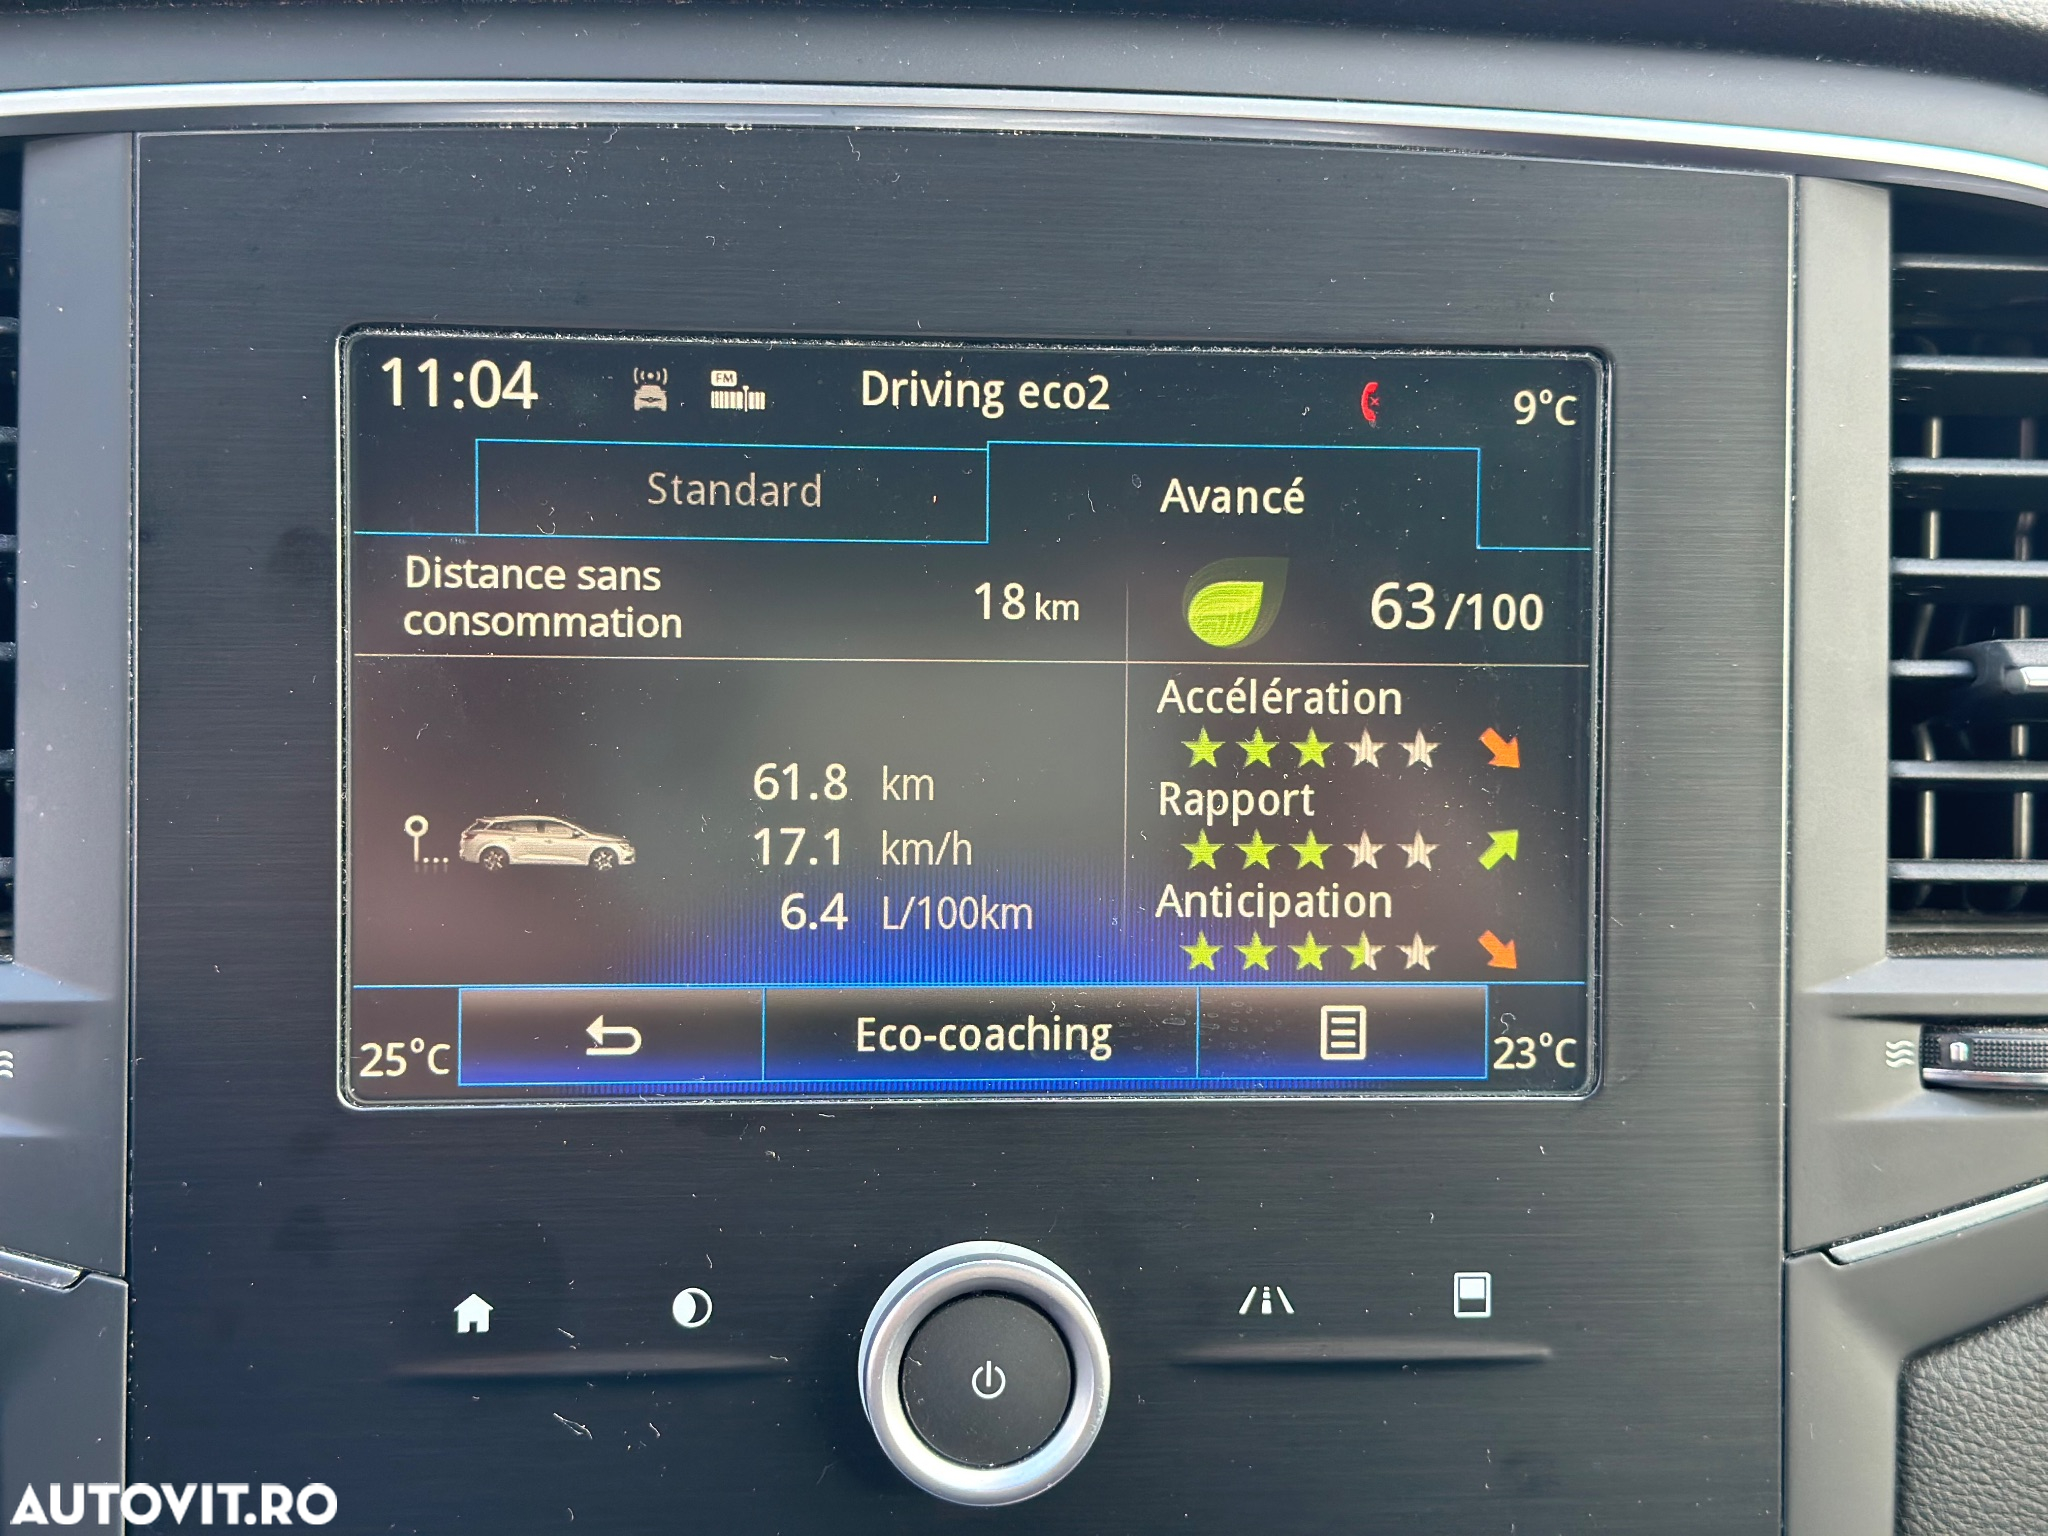 11:04
FM
Driving eco2
9°C
Standard
Avancé
Distance sans
consommation
18 km
63/100
61.8 km
17.1 km/h
6.4 L/100km
Accélération
Rapport
Anticipation
25°C
Eco-coaching
23°C
AUTOVIT.RO